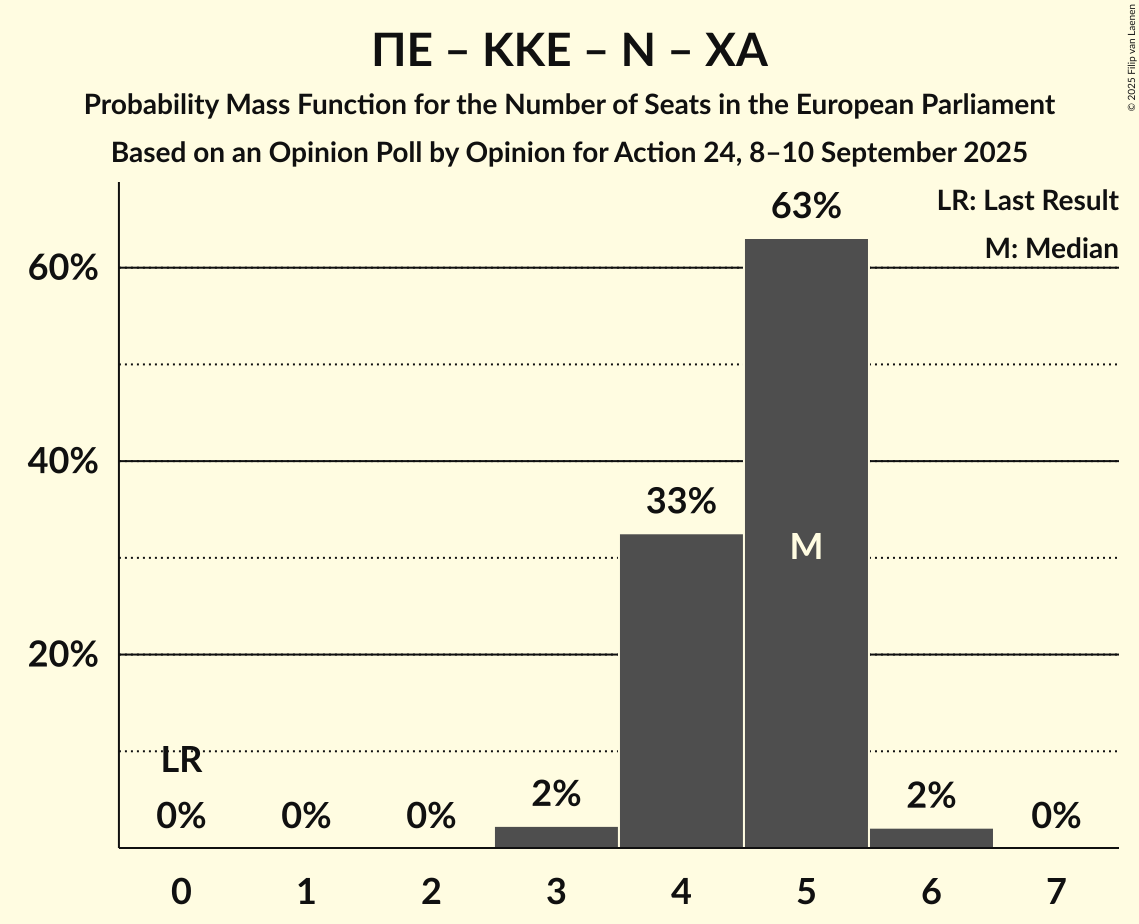 ΠΕ – ΚΚΕ – Ν – ΧΑ
Probability Mass Function for the Number of Seats in the European Parliament
Based on an Opinion Poll by Opinion for Action 24, 8–10 September 2025
© 2025 Filip van Laenen
LR: Last Result
M: Median
60%
40%
20%
63%
33%
M
LR
0%
0%
0%
2%
2%
0%
0 1 2 3 4 5 6 7